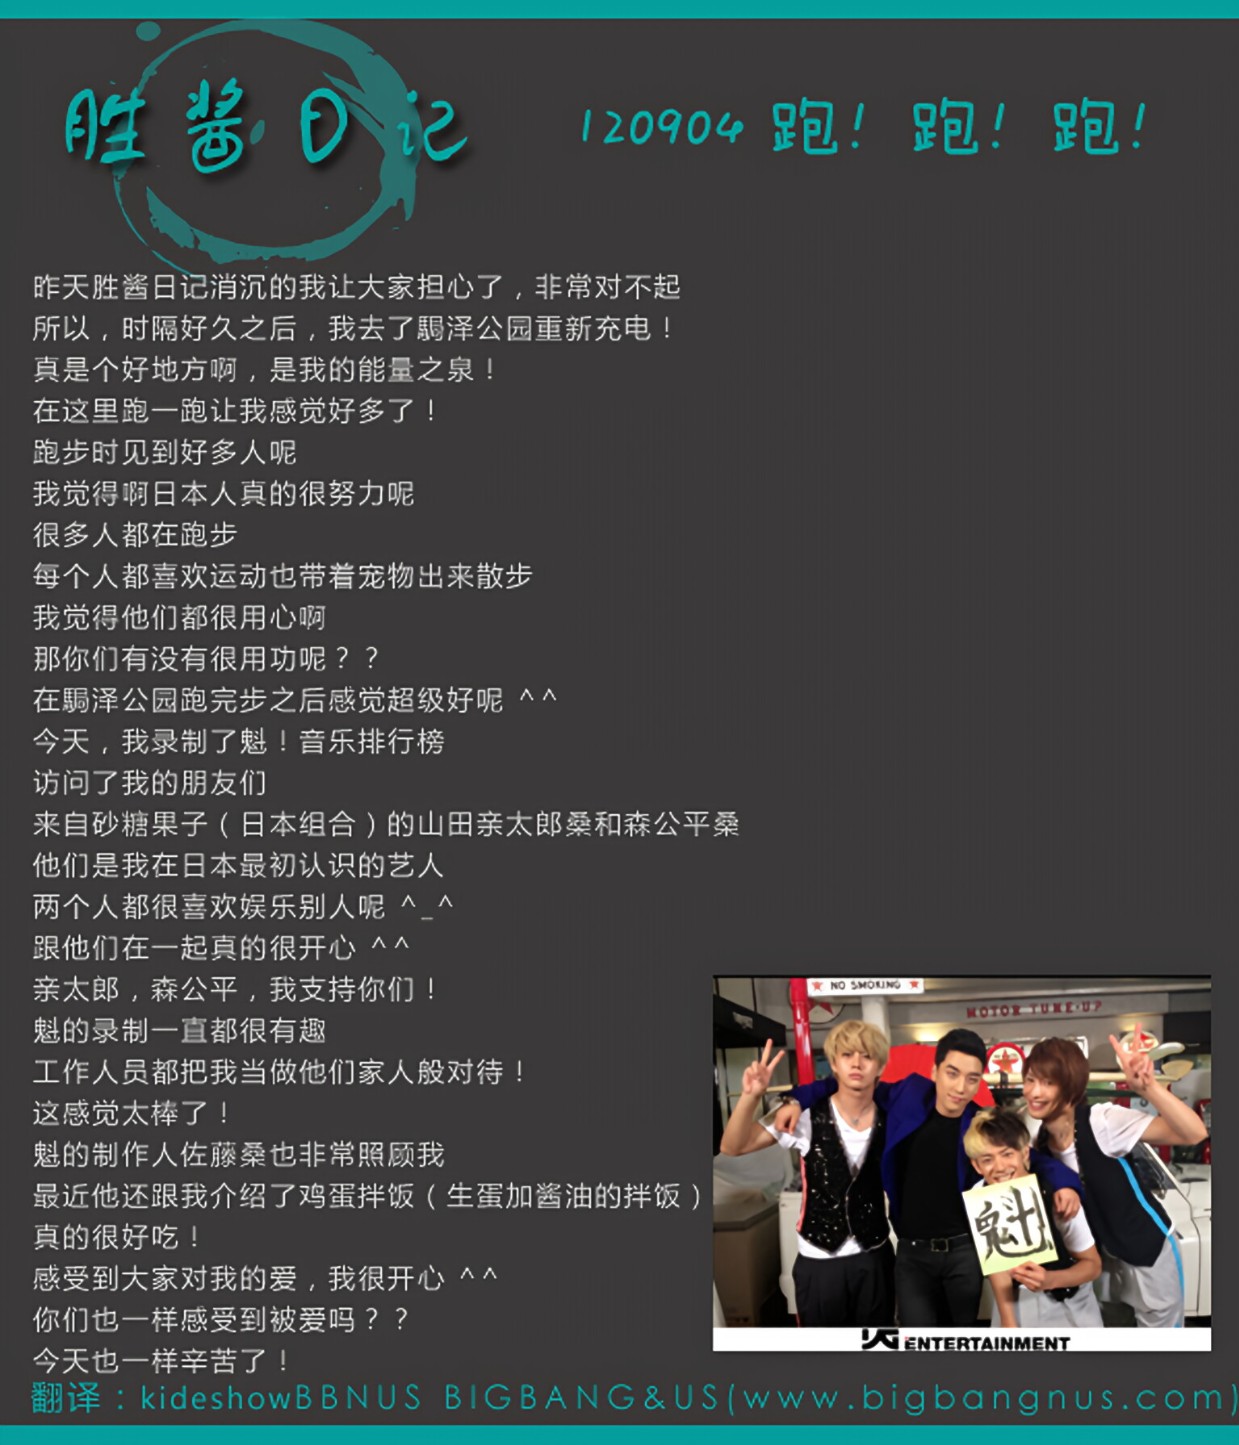 胜酱日记
120904 跑！ 跑！ 跑！
昨天胜酱日记消沉的我让大家担心了，非常对不起
所以，时隔好久之后，我去了駧泽公园重新充电！
真是个好地方啊，是我的能量之泉！
在这里跑一跑让我感觉好多了！
跑步时见到好多人呢
我觉得啊日本人真的很努力呢
很多人都在跑步
每个人都喜欢运动也带着宠物出来散步
我觉得他们都很用心啊
那你们有没有很用功呢？？
在駧泽公园跑完步之后感觉超级好呢 ^^
今天，我录制了魁！音乐排行榜
访问了我的朋友们
来自砂糖果子（日本组合）的山田亲太郎桑和森公平桑
他们是我在日本最初认识的艺人
两个人都很喜欢娱乐别人呢 ^_^
跟他们在一起真的很开心 ^^
亲太郎，森公平，我支持你们！
魁的录制一直都很有趣
工作人员都把我当做他们家人般对待！
这感觉太棒了！
魁的制作人佐藤桑也非常照顾我
最近他还跟我介绍了鸡蛋拌饭（生蛋加酱油的拌饭）
真的很好吃！
感受到大家对我的爱，我很开心 ^^
你们也一样感受到被爱吗？？
今天也一样辛苦了！
NO SMOKING
MOTOR TUNE-UP
魁
YG ENTERTAINMENT
翻译：kideshowBBNUS BIGBANG&US(www.bigbangnus.com)